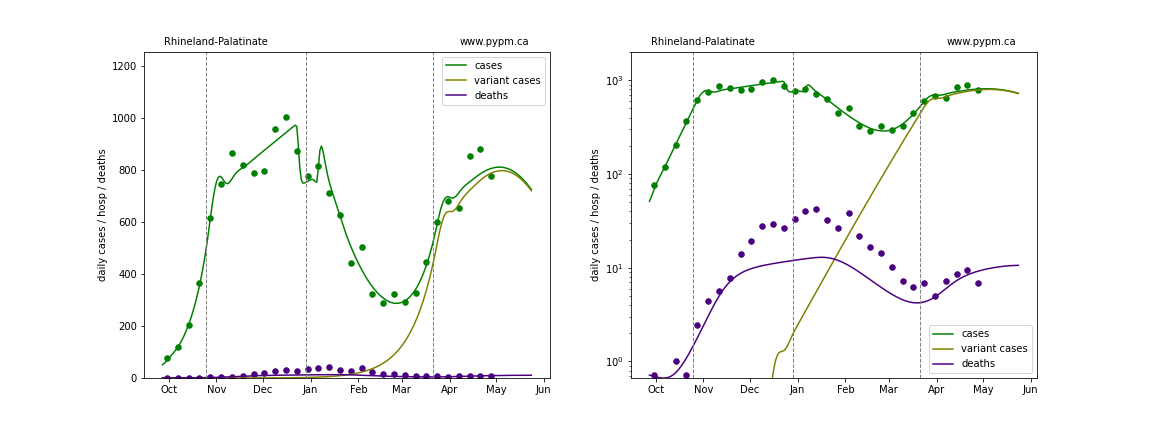 Rhineland-Palatinate www.pypm.ca
1200
1000
800
600
400
200
0
daily cases / hosp / deaths
cases
variant cases
deaths
Oct Nov Dec Jan Feb Mar Apr May Jun
Rhineland-Palatinate www.pypm.ca
10³
10²
10¹
10⁰
daily cases / hosp / deaths
cases
variant cases
deaths
Oct Nov Dec Jan Feb Mar Apr May Jun